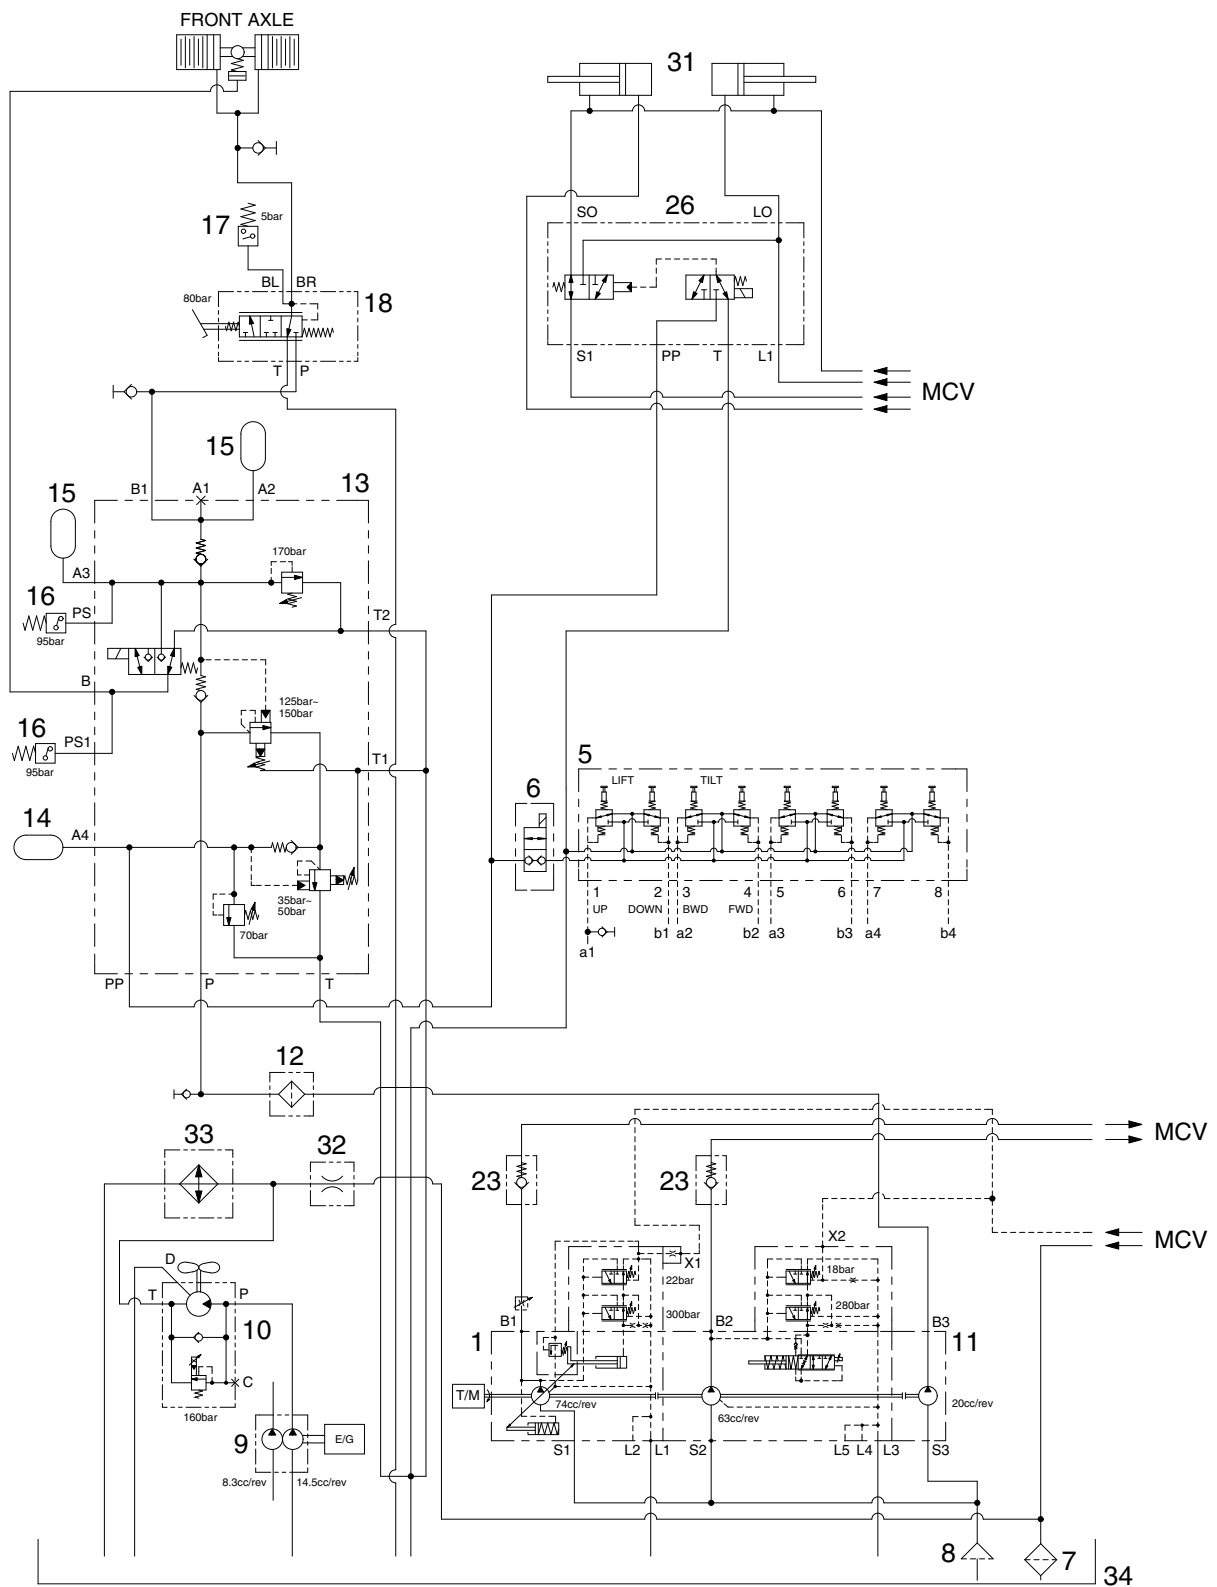 FRONT AXLE
31
17
5bar
26
SO
LO
BL
BR
80bar
18
S1
PP
T
L1
T
P
MCV
15
15
B1
A1
A2
13
170bar
A3
16
PS
95bar
T2
B
125bar~
150bar
16
PS1
95bar
T1
5
LIFT
TILT
6
14
A4
35bar~
50bar
70bar
1
2
3
4
5
6
7
8
UP
DOWN
BWD
FWD
b1
a2
b2
a3
b3
a4
b4
a1
PP
P
T
12
MCV
33
32
23
23
X1
X2
MCV
D
22bar
18bar
T
P
300bar
280bar
10
B1
B2
B3
1
11
C
T/M
160bar
74cc/rev
63cc/rev
20cc/rev
9
E/G
S1
L2
L1
S2
L5
L4
L3
S3
8.3cc/rev
14.5cc/rev
8
7
34